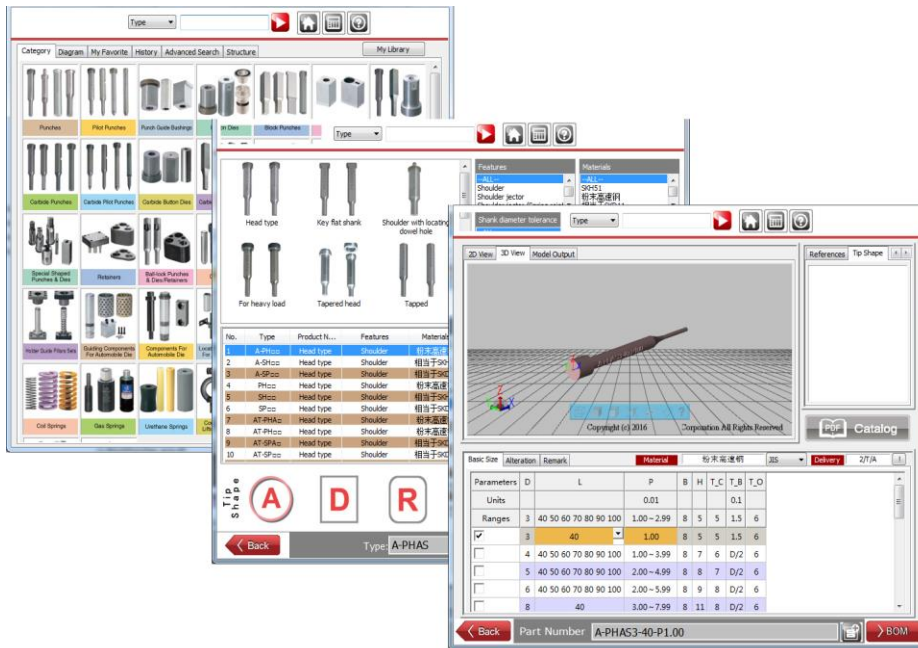 Type
Category Diagram My Favorite History Advanced Search Structure
My Library
Punches
Pilot Punches
Punch Guide Bushings
Block Punches
Carbide Punches
Carbide Pilot Punches
Carbide Button Dies
Special Shaped
Punches & Dies
Retainers
Ball-lock Punches
& Dies/Retainers
Holder Guide Pillars Sets
Guiding Components
For Automobile Die
Components For
Automobile Die
Coil Springs
Gas Springs
Urethane Springs
Type
Head type
Key flat shank
Shoulder with locating
dowel hole
For heavy load
Tapered head
Tapped
Features
--ALL--
Shoulder
Shoulder jector
Materials
--ALL--
SKH51
粉末高速钢
Shank diameter tolerance
No. Type Product N... Features Materials
1 A-PH□□ Head type Shoulder 粉末高速
2 A-SH□□ Head type Shoulder 相当于SKH
3 A-SP□□ Head type Shoulder 相当于SKD
4 PH□□ Head type Shoulder 粉末高速
5 SH□□ Head type Shoulder 相当于SKH
6 SP□□ Head type Shoulder 相当于SKD
7 AT-PHA□ Head type Shoulder 粉末高速
8 AT-PH□□ Head type Shoulder 粉末高速
9 AT-SPA□ Head type Shoulder 相当于SKD
10 AT-SP□□ Head type Shoulder 相当于SKD
Tip
Shape
A D R
Back
Type: A-PHAS
Type
2D View 3D View Model Output
References Tip Shape
Copyright (c) 2016 Corporation All Rights Reserved
PDF Catalog
Basic Size Alteration Remark
Material 粉末高速钢 JIS Delivery 2/T/A
Parameters D L P B H T_C T_B T_O
Units 0.01 0.1
Ranges 3 40 50 60 70 80 90 100 1.00~2.99 8 5 5 1.5 6
3 40 1.00 8 5 5 1.5 6
4 40 50 60 70 80 90 100 1.00~3.99 8 7 6 D/2 6
5 40 50 60 70 80 90 100 2.00~4.99 8 8 7 D/2 6
6 40 50 60 70 80 90 100 2.00~5.99 8 9 8 D/2 6
8 40 3.00~7.99 8 11 8 D/2 6
Back
Part Number A-PHAS3-40-P1.00
BOM